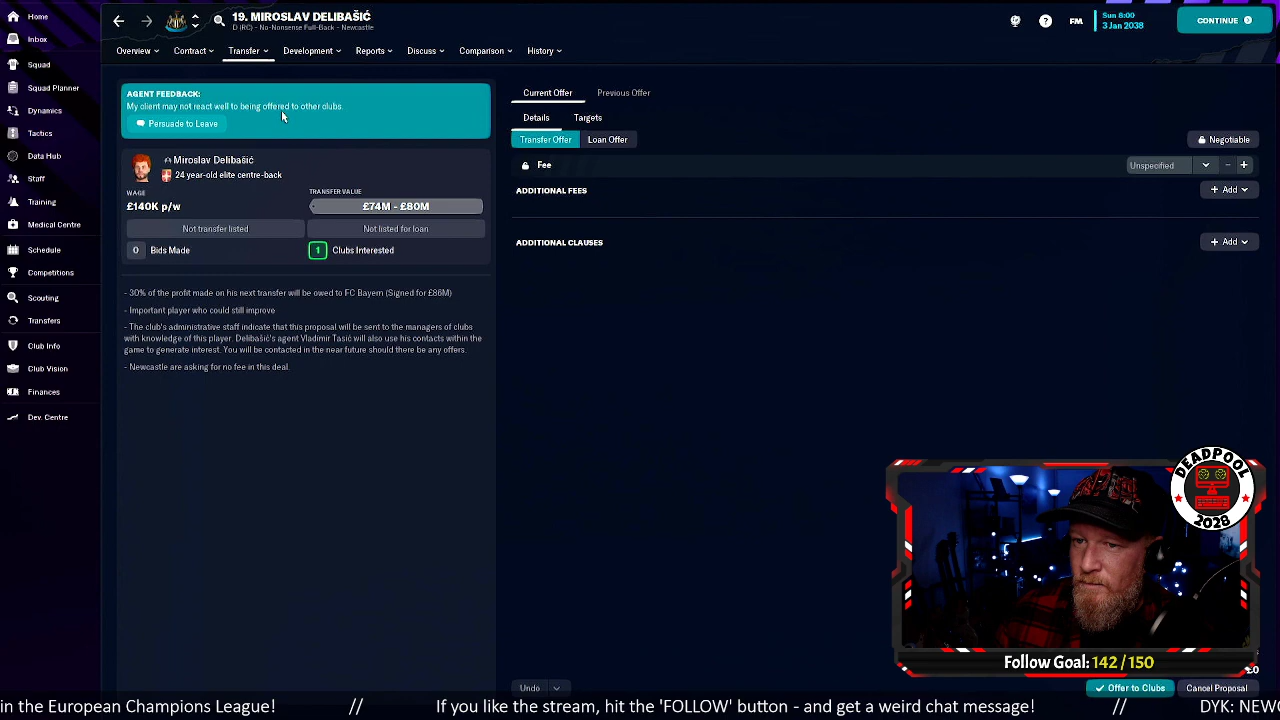 Home
Inbox
Squad
Squad Planner
Dynamics
Tactics
Data Hub
Staff
Training
Medical Centre
Schedule
Competitions
Scouting
Transfers
Club Info
Club Vision
Finances
Dev. Centre
19. MIROSLAV DELIBAŠIĆ
D (RC) - No-Nonsense Full-Back - Newcastle
FM
Sun 8:00
3 Jan 2038
CONTINUE
Overview
Contract
Transfer
Development
Reports
Discuss
Comparison
History
AGENT FEEDBACK:
My client may not react well to being offered to other clubs.
Persuade to Leave
Miroslav Delibašić
24 year-old elite centre-back
WAGE
£140K p/w
TRANSFER VALUE
£74M - £80M
Not transfer listed
Not listed for loan
0 Bids Made
1 Clubs Interested
- 30% of the profit made on his next transfer will be owed to FC Bayern (Signed for £86M)
- Important player who could still improve
- The club's administrative staff indicate that this proposal will be sent to the managers of clubs
with knowledge of this player. Delibašić's agent Vladimir Tasić will also use his contacts within the
game to generate interest. You will be contacted in the near future should there be any offers.
- Newcastle are asking for no fee in this deal.
Current Offer
Previous Offer
Details
Targets
Transfer Offer
Loan Offer
Negotiable
Fee
Unspecified
ADDITIONAL FEES
+ Add
ADDITIONAL CLAUSES
+ Add
DEADPOOL
2028
Follow Goal: 142 / 150
£0
Undo
Offer to Clubs
Cancel Proposal
in the European Champions League! // If you like the stream, hit the 'FOLLOW' button - and get a weird chat message! // DYK: NEW